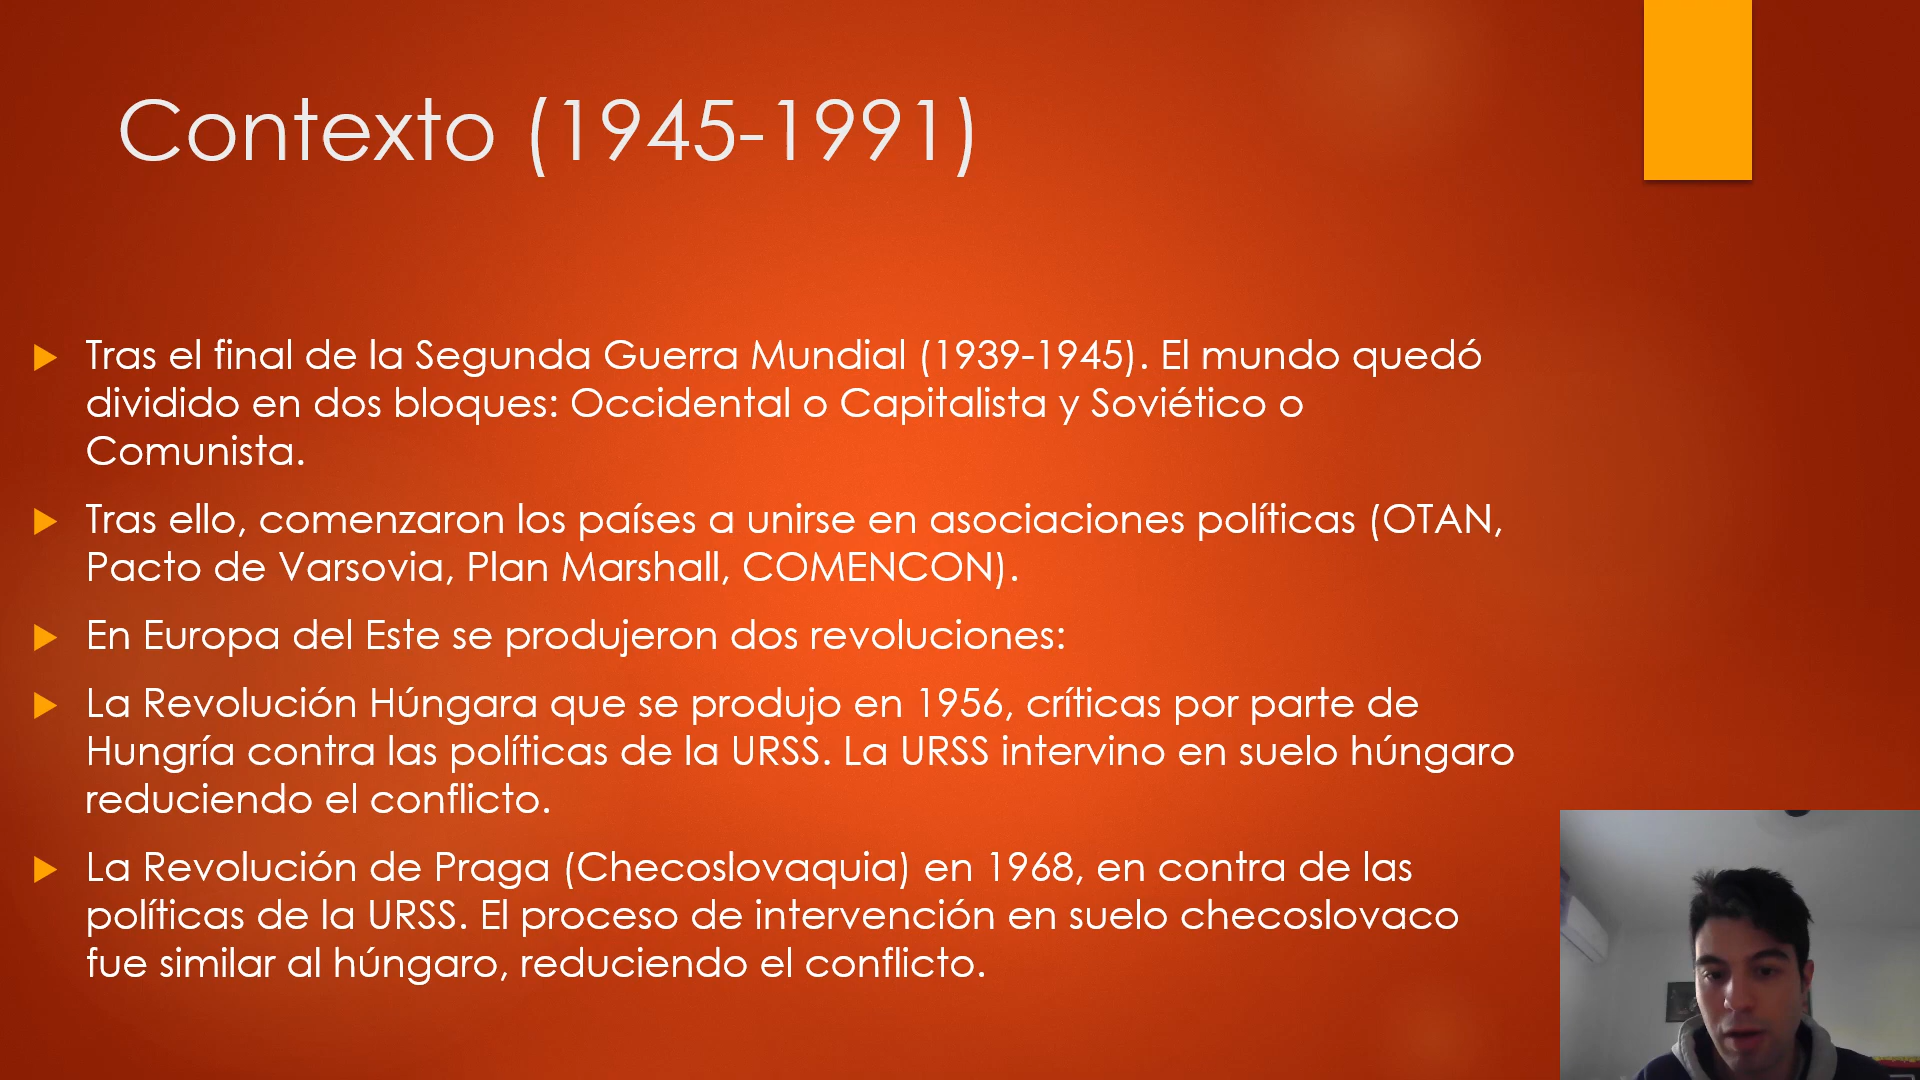 Contexto (1945-1991)
Tras el final de la Segunda Guerra Mundial (1939-1945). El mundo quedó
dividido en dos bloques: Occidental o Capitalista y Soviético o
Comunista.
Tras ello, comenzaron los países a unirse en asociaciones políticas (OTAN,
Pacto de Varsovia, Plan Marshall, COMENCON).
En Europa del Este se produjeron dos revoluciones:
La Revolución Húngara que se produjo en 1956, críticas por parte de
Hungría contra las políticas de la URSS. La URSS intervino en suelo húngaro
reduciendo el conflicto.
La Revolución de Praga (Checoslovaquia) en 1968, en contra de las
políticas de la URSS. El proceso de intervención en suelo checoslovaco
fue similar al húngaro, reduciendo el conflicto.